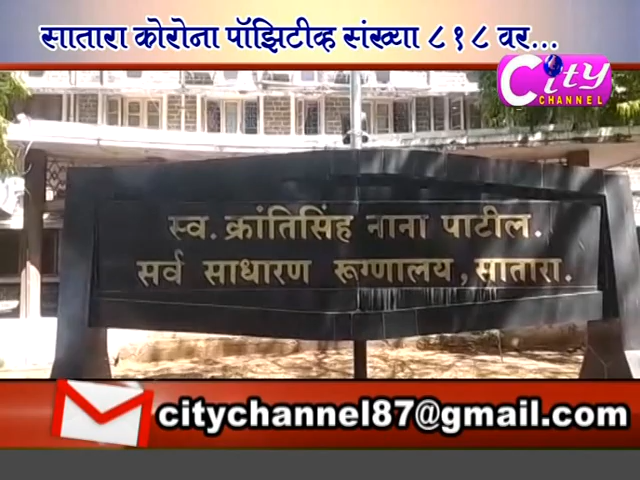 सातारा कोरोना पॉझिटीव्ह संख्या ८१८ वर...
City
CHANNEL
स्व. क्रांतिसिंह नाना पाटील.
सर्व साधारण रूग्णालय, सातारा.
citychannel87@gmail.com